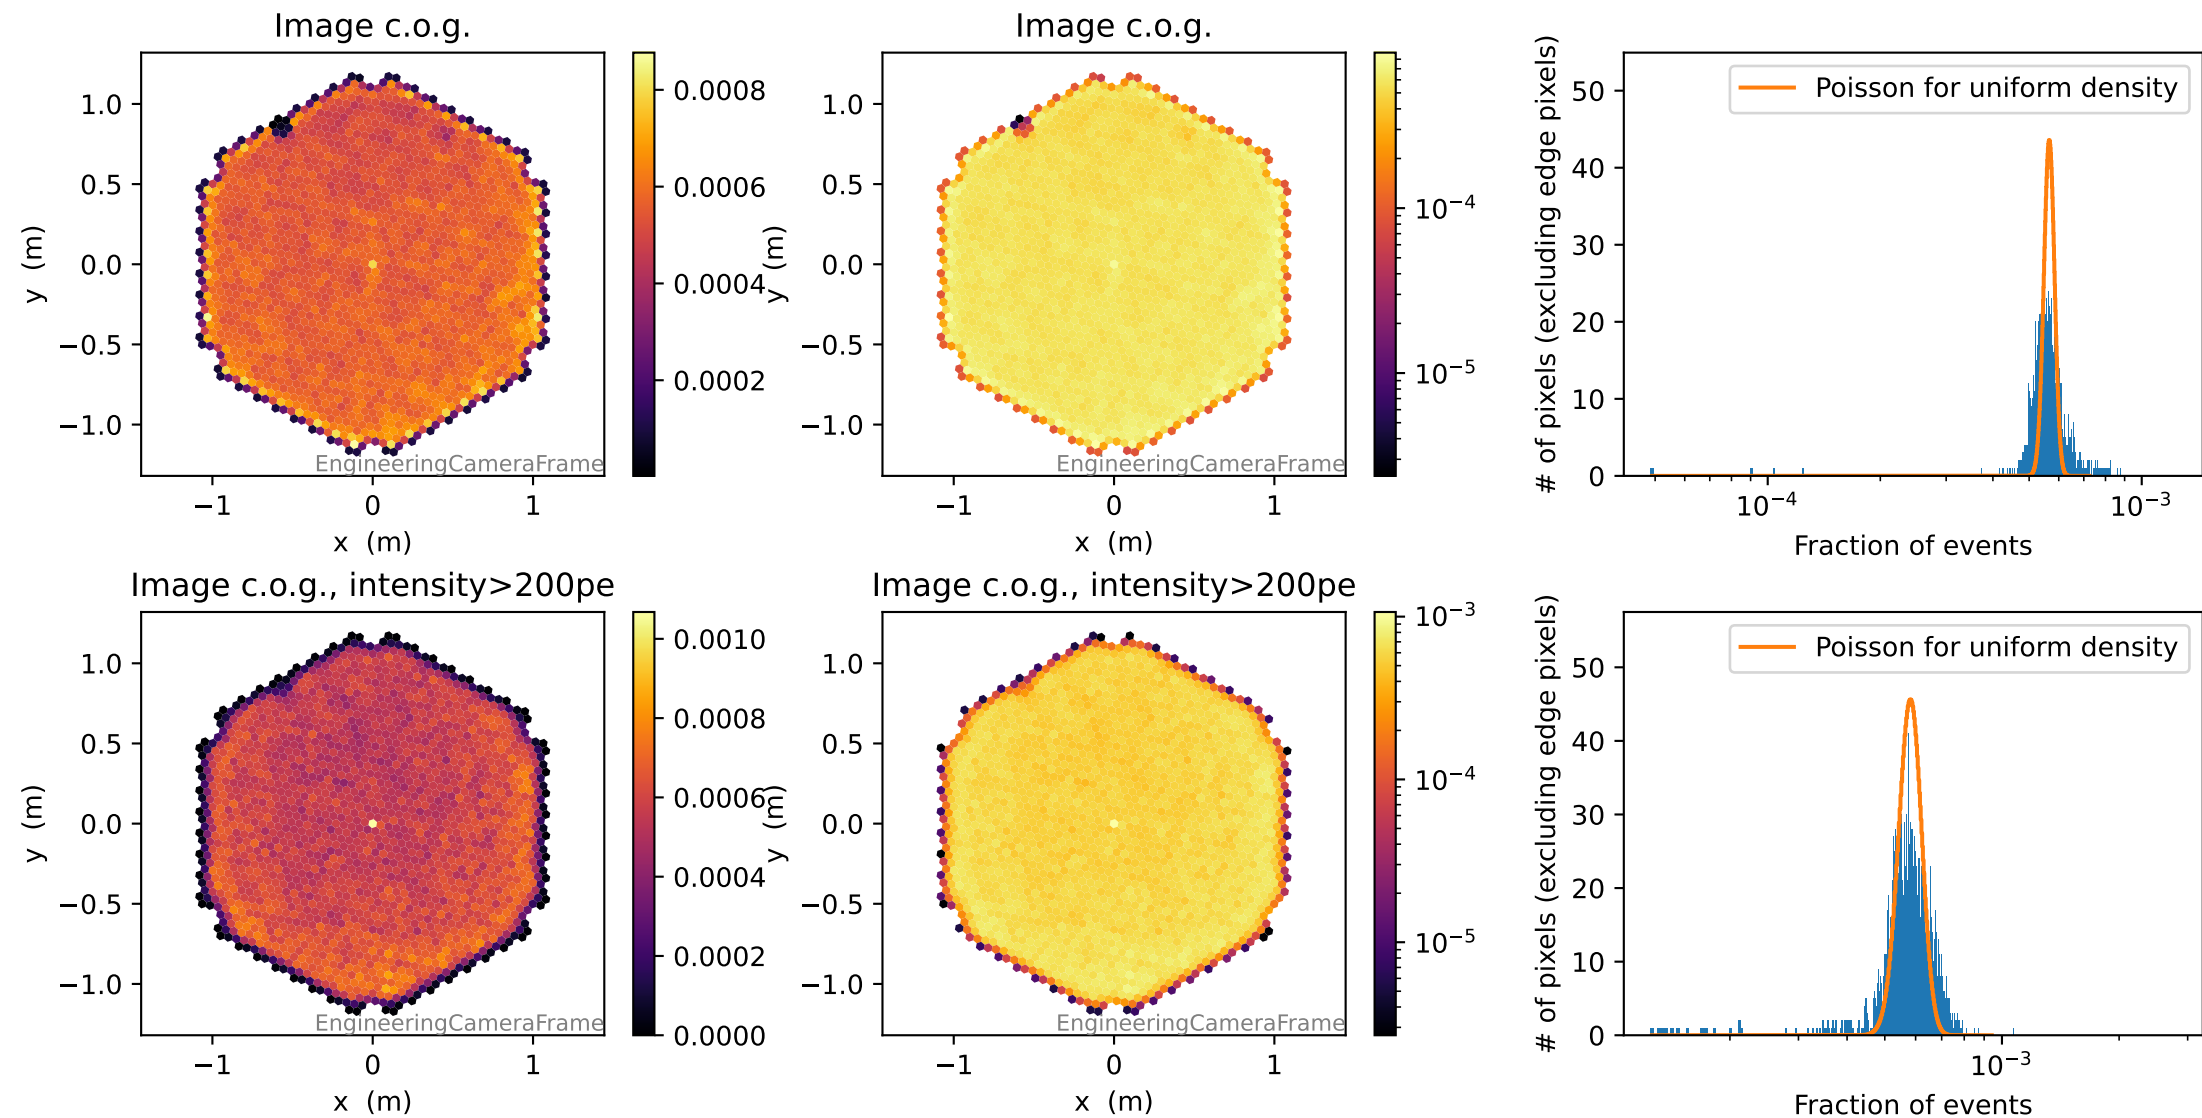 Image c.o.g.
y (m)
1.0
0.5
0.0
−0.5
−1.0
EngineeringCameraFrame
−1 0 1
x (m)
0.0008
0.0006
0.0004
0.0002
Image c.o.g.
y (m)
1.0
0.5
0.0
−0.5
−1.0
EngineeringCameraFrame
−1 0 1
x (m)
10⁻⁴
10⁻⁵
# of pixels (excluding edge pixels)
50
40
30
20
10
0
Poisson for uniform density
10⁻⁴ 10⁻³
Fraction of events
Image c.o.g., intensity>200pe
y (m)
1.0
0.5
0.0
−0.5
−1.0
EngineeringCameraFrame
−1 0 1
x (m)
0.0010
0.0008
0.0006
0.0004
0.0002
0.0000
Image c.o.g., intensity>200pe
y (m)
1.0
0.5
0.0
−0.5
−1.0
EngineeringCameraFrame
−1 0 1
x (m)
10⁻³
10⁻⁴
10⁻⁵
# of pixels (excluding edge pixels)
50
40
30
20
10
0
Poisson for uniform density
10⁻³
Fraction of events